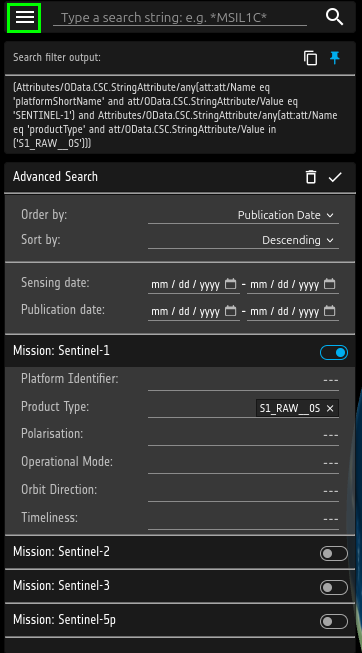 Type a search string: e.g. *MSIL1C*
Search filter output:
(Attributes/OData.CSC.StringAttribute/any(att:att/Name eq
'platformShortName' and att/OData.CSC.StringAttribute/Value eq
'SENTINEL-1') and Attributes/OData.CSC.StringAttribute/any(att:att/Name
eq 'productType' and att/OData.CSC.StringAttribute/Value in
('S1_RAW__0S')))
Advanced Search
Order by: Publication Date
Sort by: Descending
Sensing date: mm / dd / yyyy - mm / dd / yyyy
Publication date: mm / dd / yyyy - mm / dd / yyyy
Mission: Sentinel-1
Platform Identifier: ---
Product Type: S1_RAW__0S ×
Polarisation: ---
Operational Mode: ---
Orbit Direction: ---
Timeliness: ---
Mission: Sentinel-2
Mission: Sentinel-3
Mission: Sentinel-5p